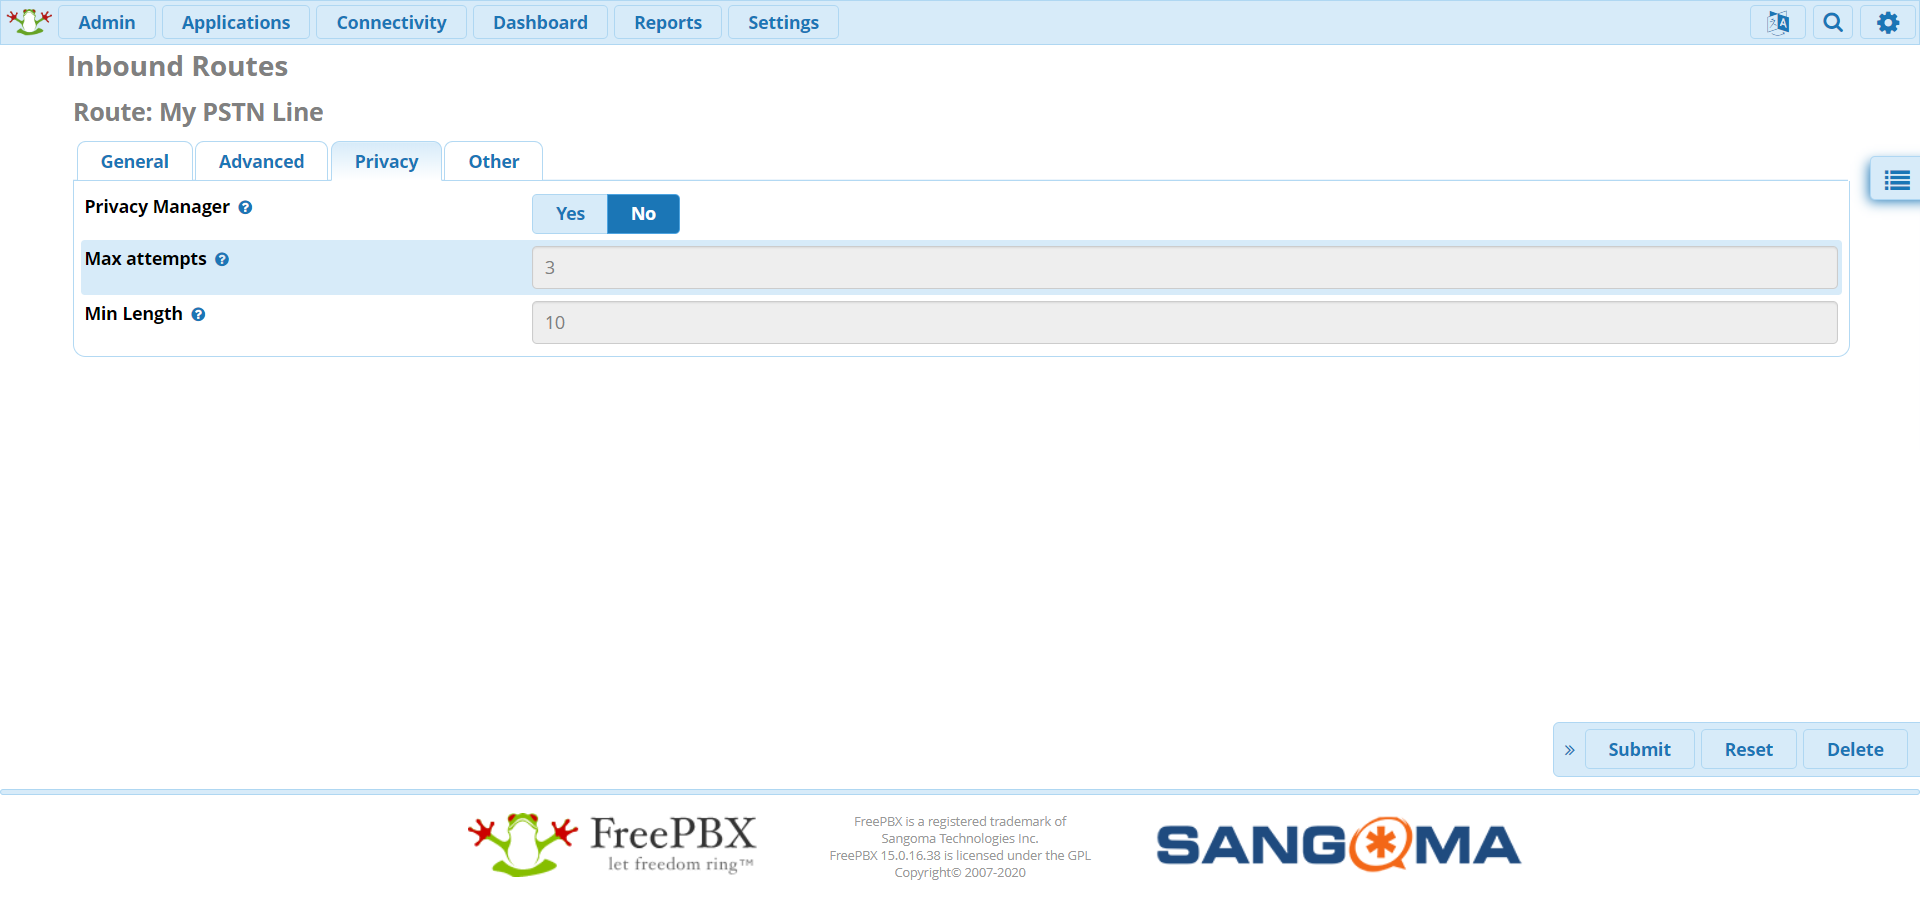 Admin Applications Connectivity Dashboard Reports Settings
Inbound Routes
Route: My PSTN Line
General Advanced Privacy Other
Privacy Manager Yes No
Max attempts 3
Min Length 10
» Submit Reset Delete
FreePBX
let freedom ring™
FreePBX is a registered trademark of
Sangoma Technologies Inc.
FreePBX 15.0.16.38 is licensed under the GPL
Copyright© 2007-2020
SANGOMA